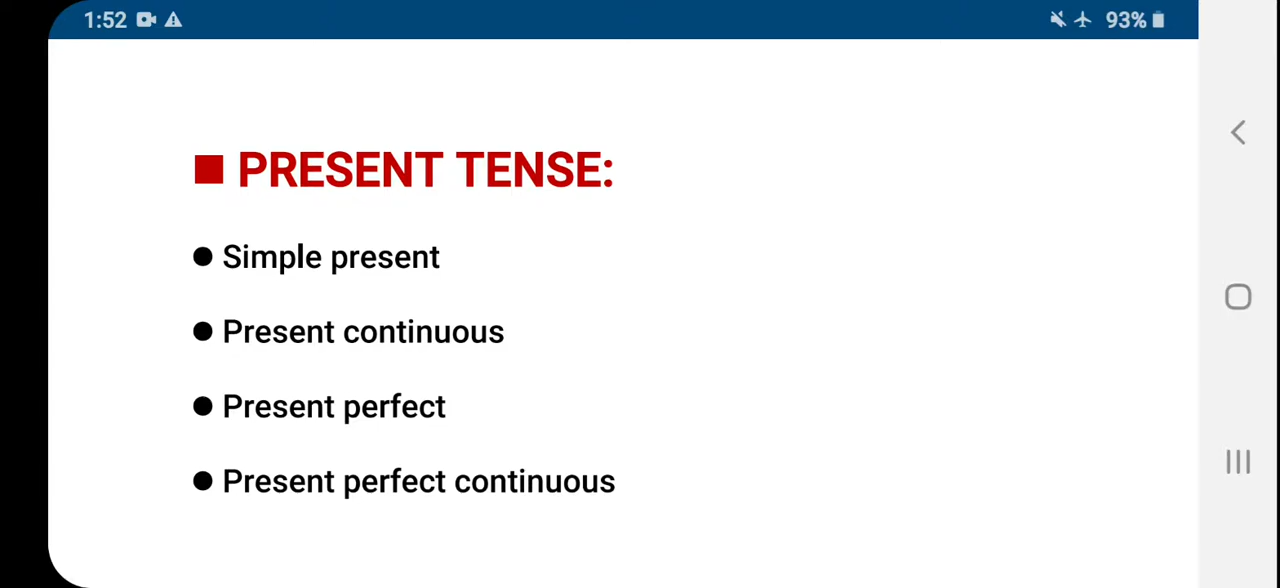 1:52 93%
■ PRESENT TENSE:
● Simple present
● Present continuous
● Present perfect
● Present perfect continuous